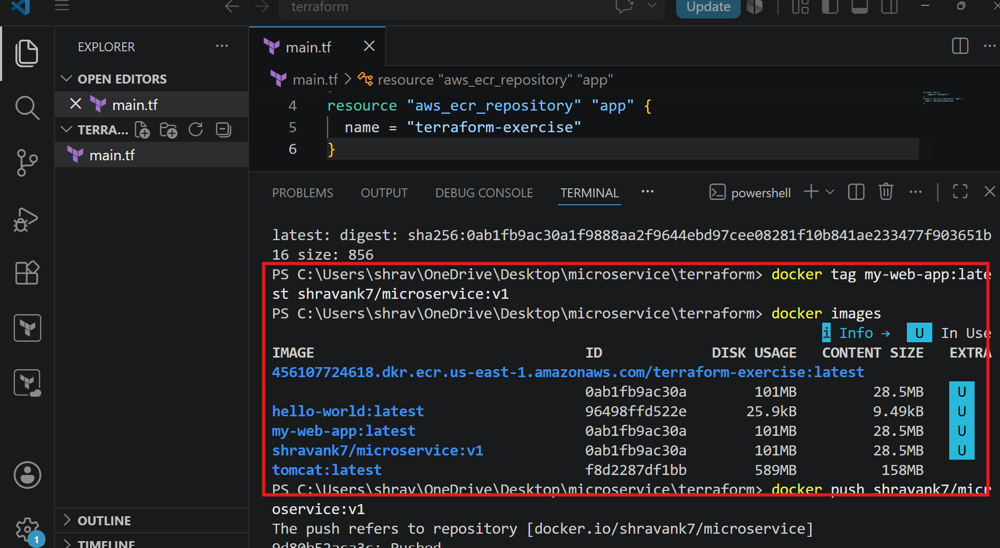 terraform
Update
EXPLORER
OPEN EDITORS
main.tf
TERRA...
main.tf
OUTLINE
TIMELINE
1
main.tf
main.tf > resource "aws_ecr_repository" "app"
4 resource "aws_ecr_repository" "app" {
5 name = "terraform-exercise"
6 }
PROBLEMS OUTPUT DEBUG CONSOLE TERMINAL ... powershell
latest: digest: sha256:0ab1fb9ac30a1f9888aa2f9644ebd97cee08281f10b841ae233477f903651b
16 size: 856
PS C:\Users\shrav\OneDrive\Desktop\microservice\terraform> docker tag my-web-app:late
st shravank7/microservice:v1
PS C:\Users\shrav\OneDrive\Desktop\microservice\terraform> docker images
i Info → U In Use
IMAGE ID DISK USAGE CONTENT SIZE EXTRA
456107724618.dkr.ecr.us-east-1.amazonaws.com/terraform-exercise:latest
0ab1fb9ac30a 101MB 28.5MB U
hello-world:latest 96498ffd522e 25.9kB 9.49kB U
my-web-app:latest 0ab1fb9ac30a 101MB 28.5MB U
shravank7/microservice:v1 0ab1fb9ac30a 101MB 28.5MB U
tomcat:latest f8d2287df1bb 589MB 158MB
PS C:\Users\shrav\OneDrive\Desktop\microservice\terraform> docker push shravank7/micr
oservice:v1
The push refers to repository [docker.io/shravank7/microservice]
9d80b52aca3c: Pushed